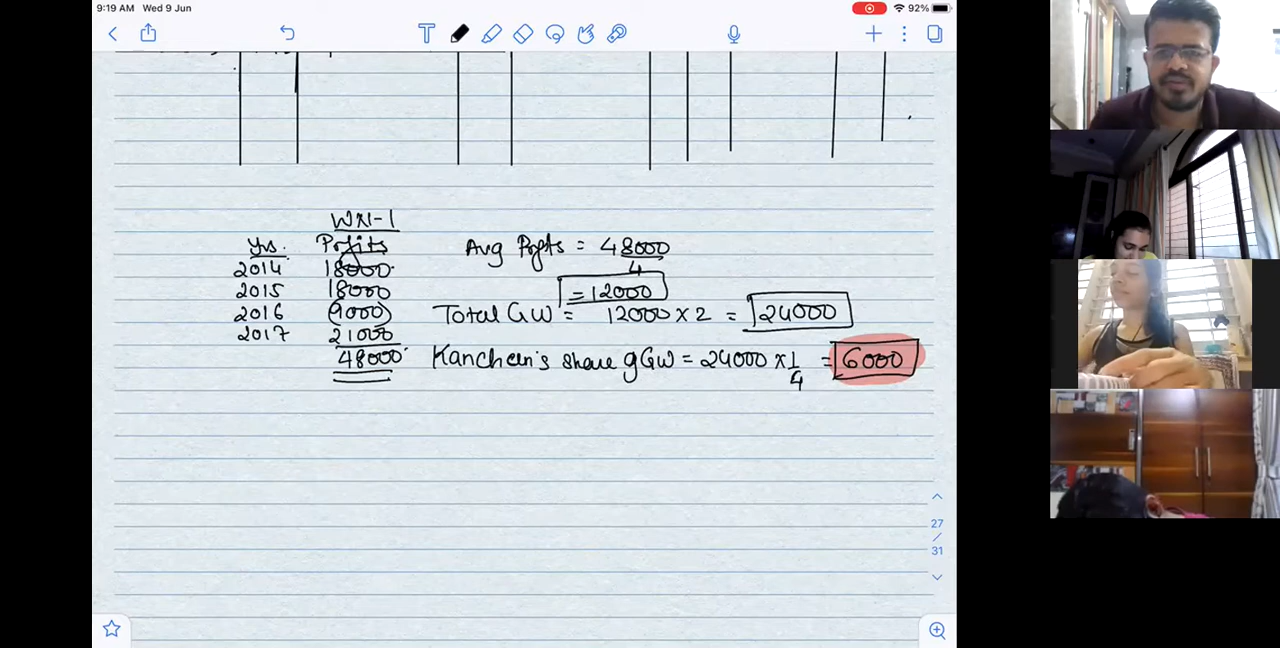 9:19 AM Wed 9 Jun
92%
WN-1
Yrs. Profits
2014 18000
2015 18000
2016 (9000)
2017 21000
48000
Avg Profits = 48000
4
= 12000
Total GW = 12000 × 2 = 24000
Kanchan's share of GW = 24000 × 1 = 6000
4
27
/
31